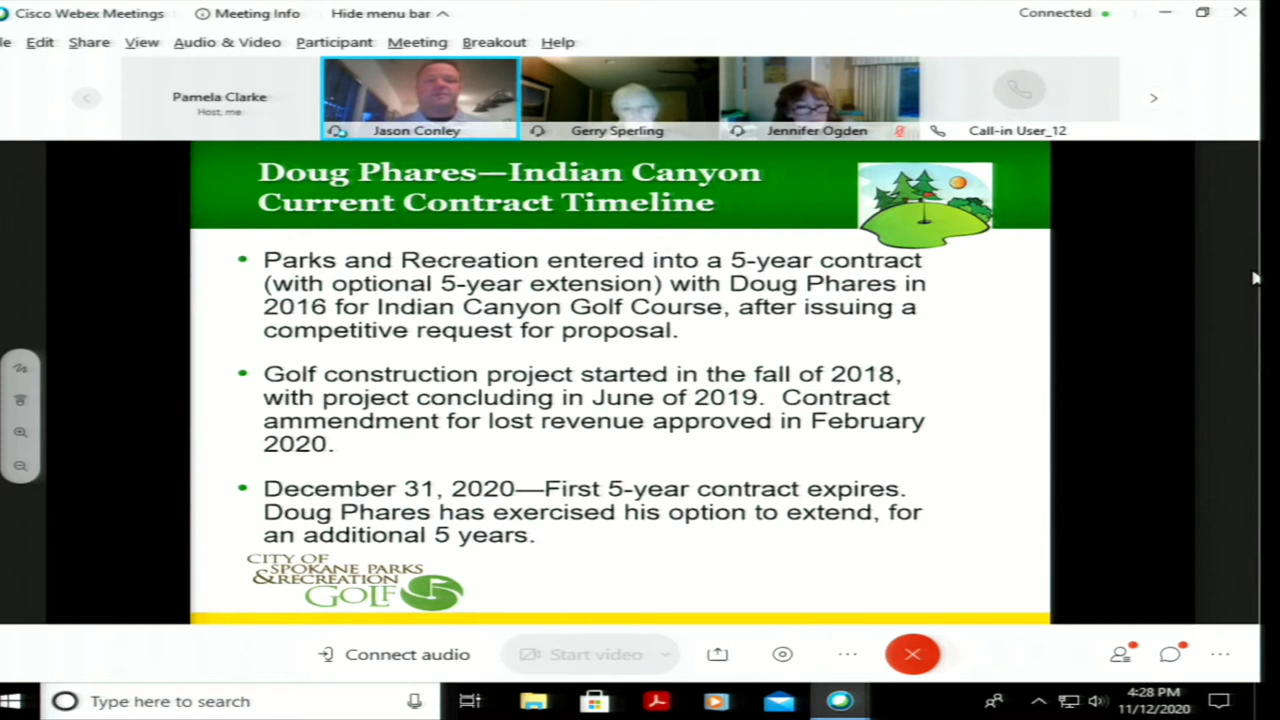 Cisco Webex Meetings
Meeting Info
Hide menu bar
Connected
le Edit Share View Audio & Video Participant Meeting Breakout Help
Pamela Clarke
Host, me
Jason Conley
Gerry Sperling
Jennifer Ogden
Call-in User_12
Doug Phares—Indian Canyon
Current Contract Timeline
• Parks and Recreation entered into a 5-year contract
(with optional 5-year extension) with Doug Phares in
2016 for Indian Canyon Golf Course, after issuing a
competitive request for proposal.
• Golf construction project started in the fall of 2018,
with project concluding in June of 2019. Contract
ammendment for lost revenue approved in February
2020.
• December 31, 2020—First 5-year contract expires.
Doug Phares has exercised his option to extend, for
an additional 5 years.
CITY OF
SPOKANE PARKS
&RECREATION
GOLF
Connect audio
Start video
Type here to search
4:28 PM
11/12/2020